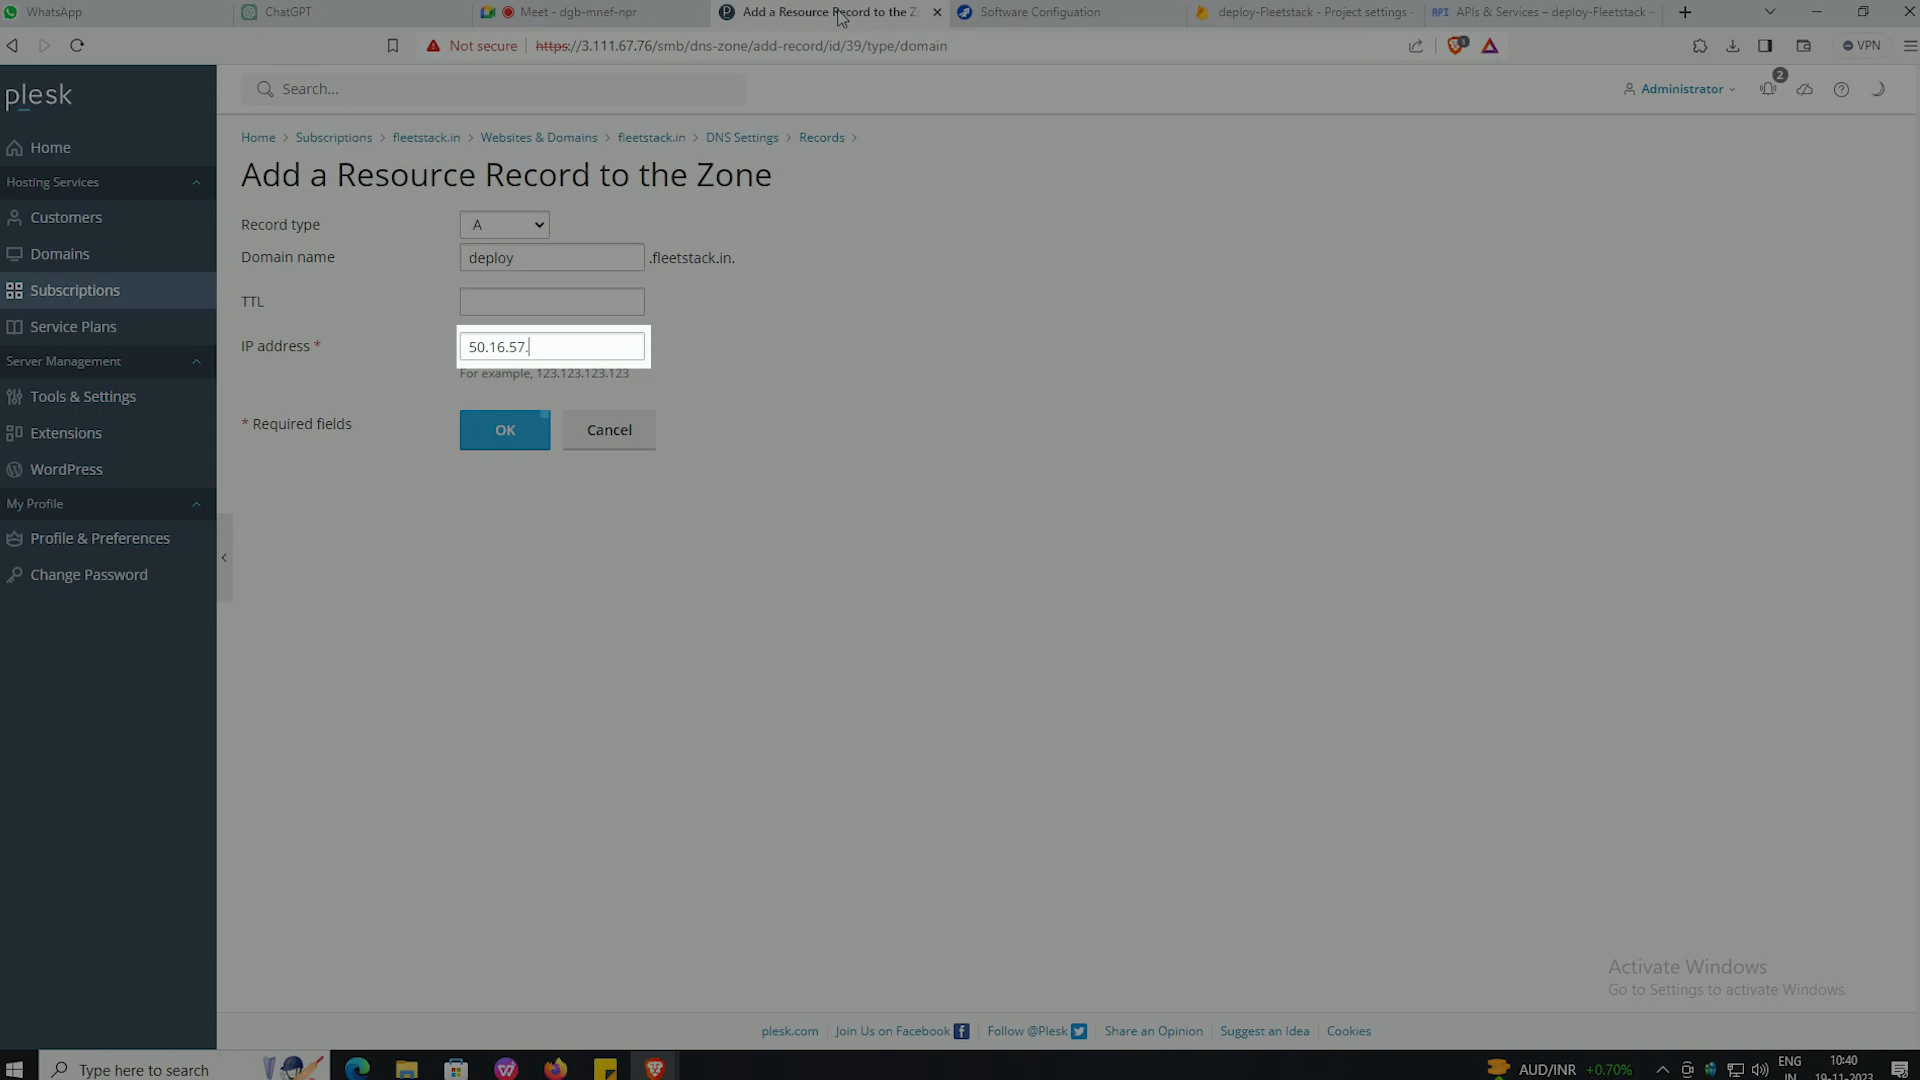 WhatsApp
ChatGPT
Meet - dgb-mnef-npr
Add a Resource Record to the Z
Software Configuation
deploy-Fleetstack - Project settings -
API APIs & Services – deploy-Fleetstack –
Not secure
https://3.111.67.76/smb/dns-zone/add-record/id/39/type/domain
1
VPN
plesk
Search...
Administrator
2
Home
Hosting Services
Customers
Domains
Subscriptions
Service Plans
Server Management
Tools & Settings
Extensions
WordPress
My Profile
Profile & Preferences
Change Password
Home > Subscriptions > fleetstack.in > Websites & Domains > fleetstack.in > DNS Settings > Records >
Add a Resource Record to the Zone
Record type
A
Domain name
deploy
.fleetstack.in.
TTL
IP address *
50.16.57.
For example, 123.123.123.123
* Required fields
OK
Cancel
Activate Windows
Go to Settings to activate Windows.
plesk.com
Join Us on Facebook
Follow @Plesk
Share an Opinion
Suggest an Idea
Cookies
Type here to search
AUD/INR +0.70%
ENG
IN
10:40
19-11-2023